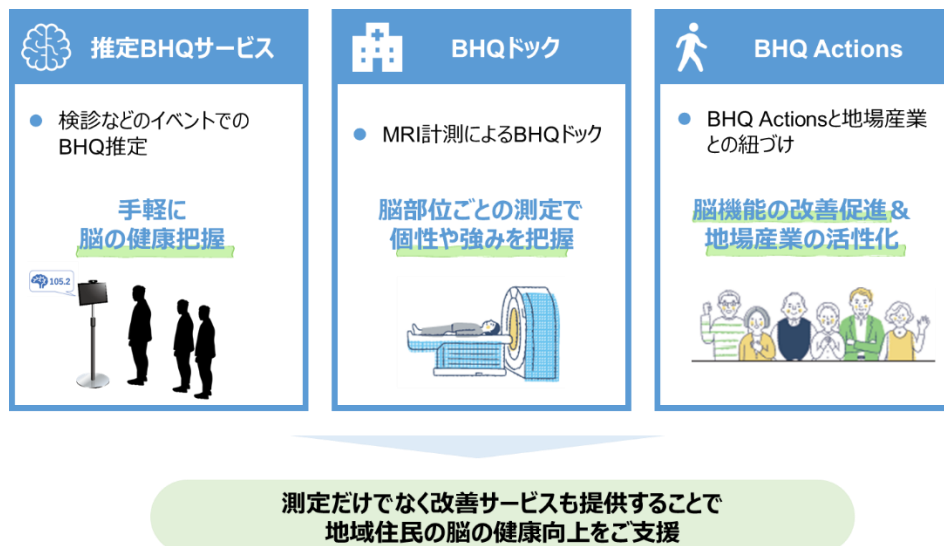 推定BHQサービス
● 検診などのイベントでの
BHQ推定
手軽に
脳の健康把握
105.2
BHQドック
● MRI計測によるBHQドック
脳部位ごとの測定で
個性や強みを把握
BHQ Actions
● BHQ Actionsと地場産業
との紐づけ
脳機能の改善促進&
地場産業の活性化
測定だけでなく改善サービスも提供することで
地域住民の脳の健康向上をご支援